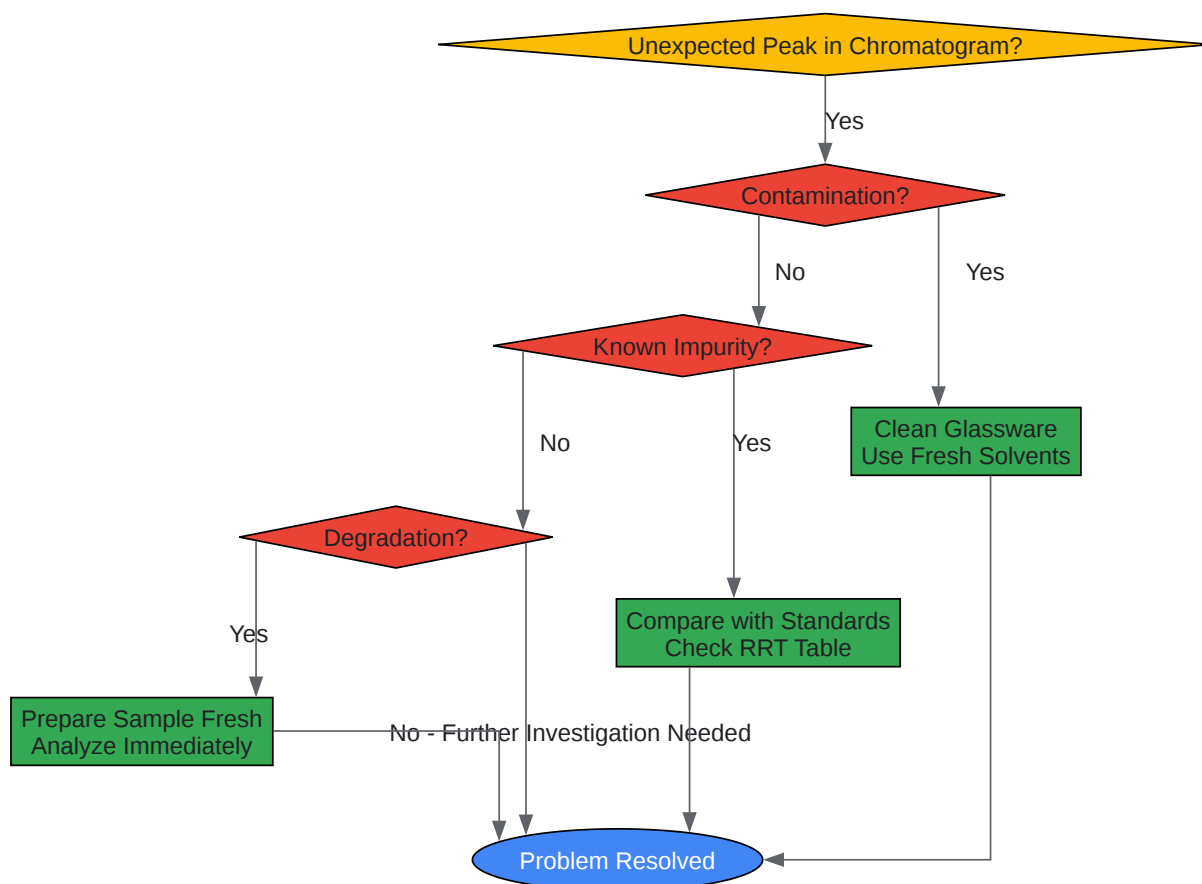 Unexpected Peak in Chromatogram?
Yes
Contamination?
No
Yes
Known Impurity?
No
Yes
Clean Glassware
Use Fresh Solvents
Degradation?
Yes
Compare with Standards
Check RRT Table
Prepare Sample Fresh
Analyze Immediately
No - Further Investigation Needed
Problem Resolved